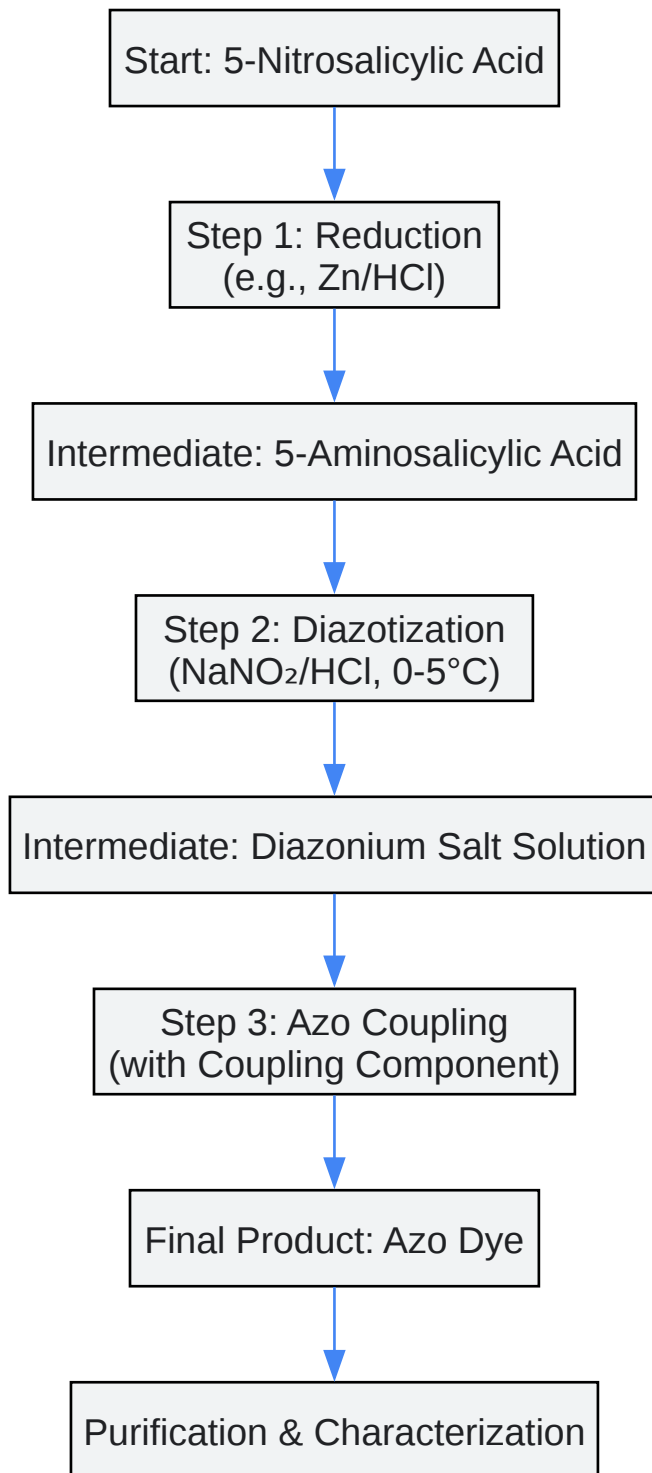 Start: 5-Nitrosalicylic Acid
Step 1: Reduction
(e.g., Zn/HCl)
Intermediate: 5-Aminosalicylic Acid
Step 2: Diazotization
(NaNO₂/HCl, 0-5°C)
Intermediate: Diazonium Salt Solution
Step 3: Azo Coupling
(with Coupling Component)
Final Product: Azo Dye
Purification & Characterization